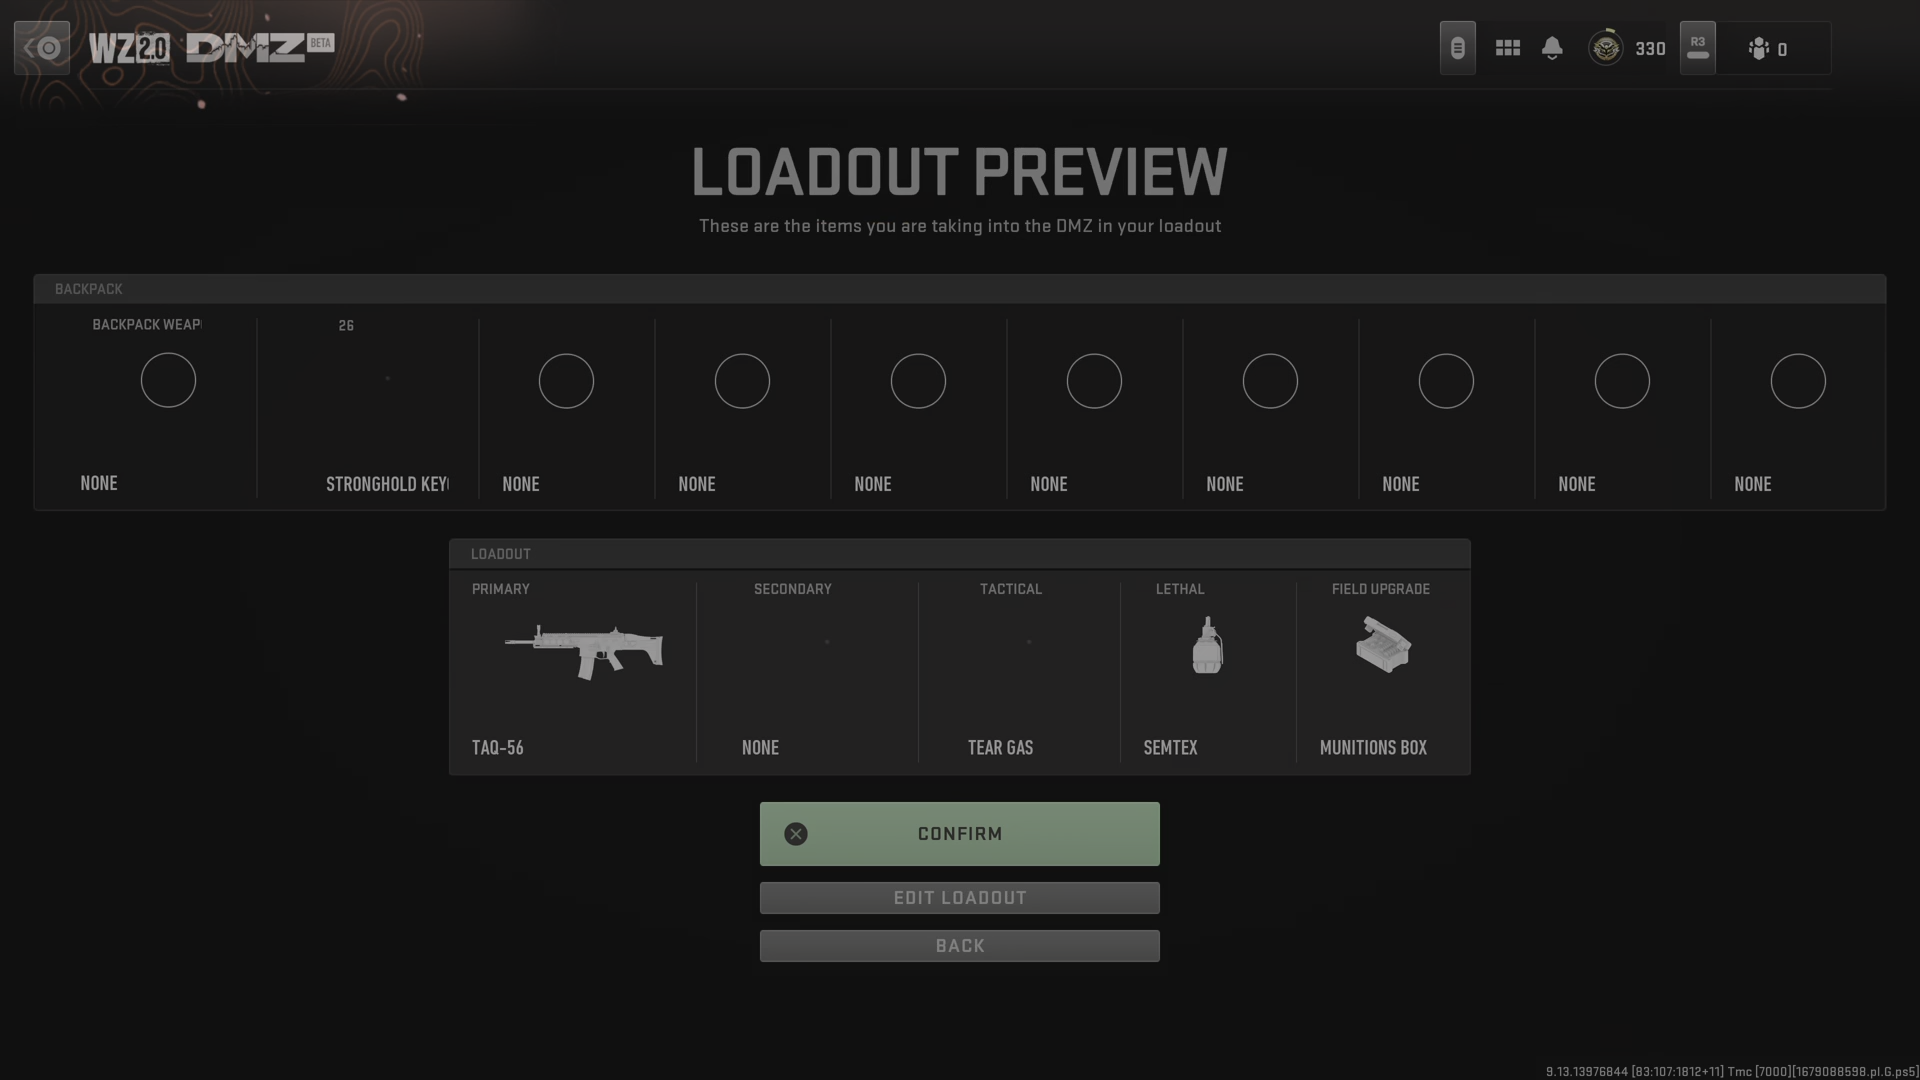 WZ2.0 DMZ BETA
330
R3
0
LOADOUT PREVIEW
These are the items you are taking into the DMZ in your loadout
BACKPACK
BACKPACK WEAP
26
NONE
STRONGHOLD KEY
NONE
NONE
NONE
NONE
NONE
NONE
NONE
NONE
LOADOUT
PRIMARY
SECONDARY
TACTICAL
LETHAL
FIELD UPGRADE
TAQ-56
NONE
TEAR GAS
SEMTEX
MUNITIONS BOX
CONFIRM
EDIT LOADOUT
BACK
9.13.13976844 [83:107:1812+11] Tmc [7000][1679088598.pl.G.ps5]